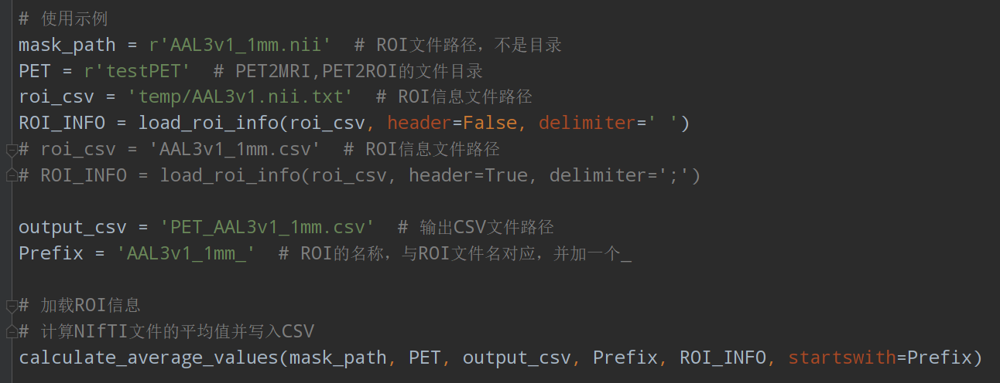 # 使用示例
mask_path = r'AAL3v1_1mm.nii'  # ROI文件路径，不是目录
PET = r'testPET'  # PET2MRI,PET2ROI的文件目录
roi_csv = 'temp/AAL3v1.nii.txt'  # ROI信息文件路径
ROI_INFO = load_roi_info(roi_csv, header=False, delimiter=' ')
# roi_csv = 'AAL3v1_1mm.csv'  # ROI信息文件路径
# ROI_INFO = load_roi_info(roi_csv, header=True, delimiter=';')
output_csv = 'PET_AAL3v1_1mm.csv'  # 输出CSV文件路径
Prefix = 'AAL3v1_1mm_'  # ROI的名称，与ROI文件名对应，并加一个_
# 加载ROI信息
# 计算NIfTI文件的平均值并写入CSV
calculate_average_values(mask_path, PET, output_csv, Prefix, ROI_INFO, startswith=Prefix)